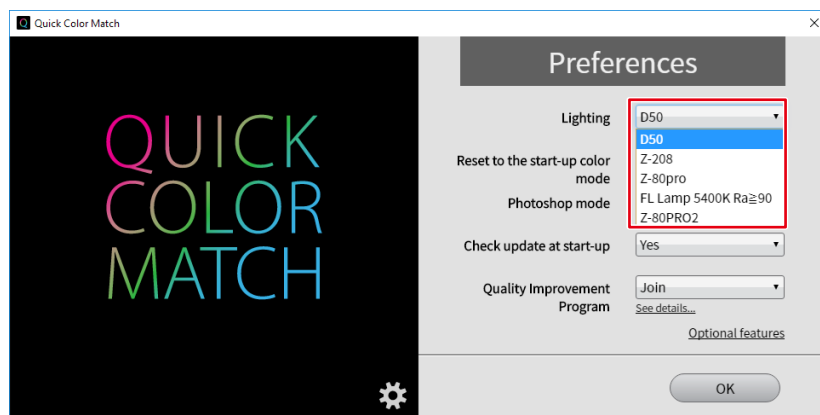 Quick Color Match
QUICK
COLOR
MATCH
Preferences
Lighting
D50
D50
Z-208
Z-80pro
FL Lamp 5400K Ra≧90
Z-80PRO2
Reset to the start-up color
mode
Photoshop mode
Check update at start-up
Yes
Quality Improvement
Program
Join
See details...
Optional features
OK